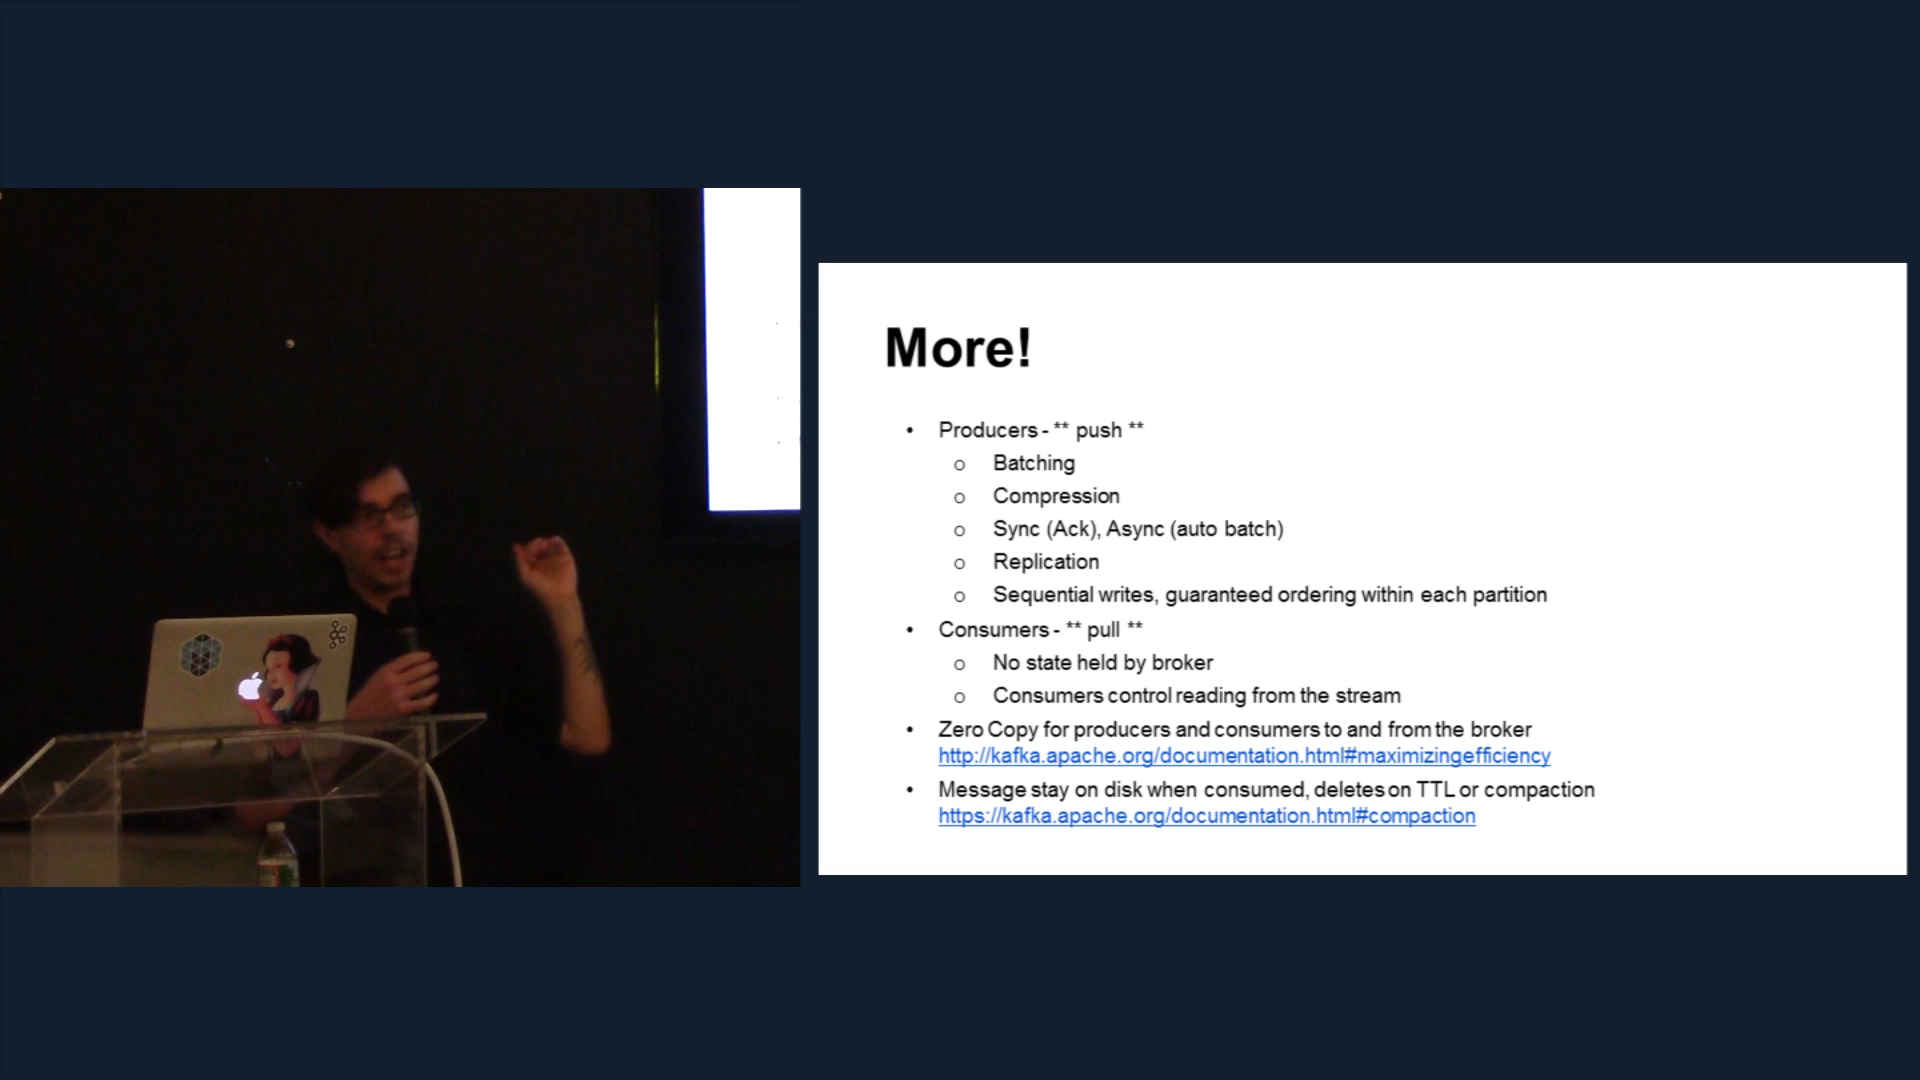 More!
• Producers - ** push **
o Batching
o Compression
o Sync (Ack), Async (auto batch)
o Replication
o Sequential writes, guaranteed ordering within each partition
• Consumers - ** pull **
o No state held by broker
o Consumers control reading from the stream
• Zero Copy for producers and consumers to and from the broker
http://kafka.apache.org/documentation.html#maximizingefficiency
• Message stay on disk when consumed, deletes on TTL or compaction
https://kafka.apache.org/documentation.html#compaction